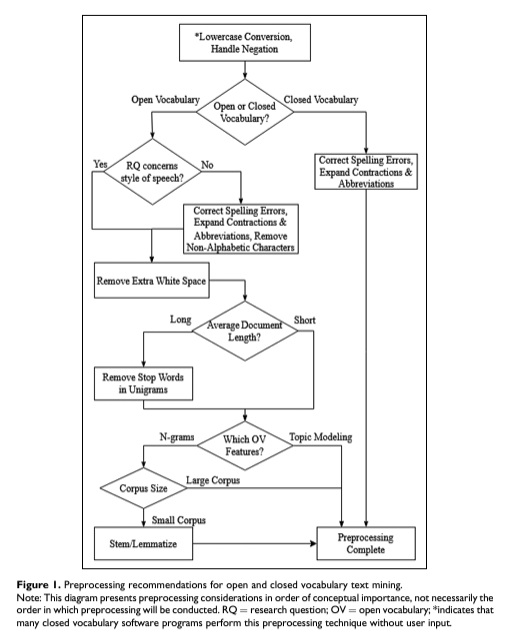 *Lowercase Conversion,
Handle Negation
Open Vocabulary
Open or Closed
Vocabulary?
Closed Vocabulary
Yes
RQ concerns
style of speech?
No
Correct Spelling Errors,
Expand Contractions &
Abbreviations
Correct Spelling Errors,
Expand Contractions &
Abbreviations, Remove
Non-Alphabetic Characters
Remove Extra White Space
Long
Average Document
Length?
Short
Remove Stop Words
in Unigrams
N-grams
Which OV
Features?
Topic Modeling
Corpus Size
Large Corpus
Small Corpus
Stem/Lemmatize
Preprocessing
Complete
Figure 1. Preprocessing recommendations for open and closed vocabulary text mining.
Note: This diagram presents preprocessing considerations in order of conceptual importance, not necessarily the
order in which preprocessing will be conducted. RQ = research question; OV = open vocabulary; *indicates that
many closed vocabulary software programs perform this preprocessing technique without user input.